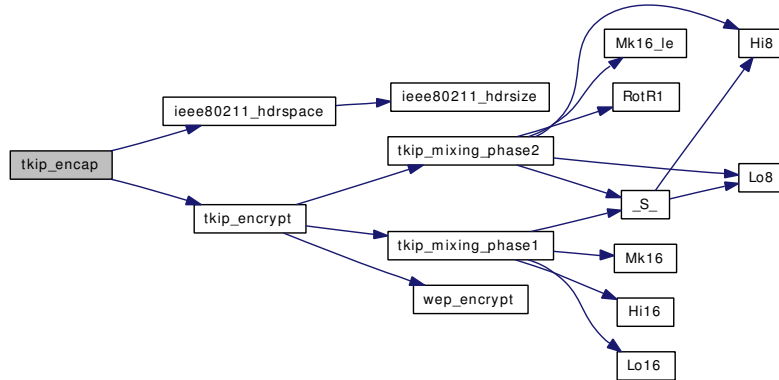 tkip_encap
ieee80211_hdrspace
tkip_encrypt
ieee80211_hdrsize
tkip_mixing_phase2
tkip_mixing_phase1
wep_encrypt
Mk16_le
RotR1
_S_
Mk16
Hi16
Lo16
Hi8
Lo8